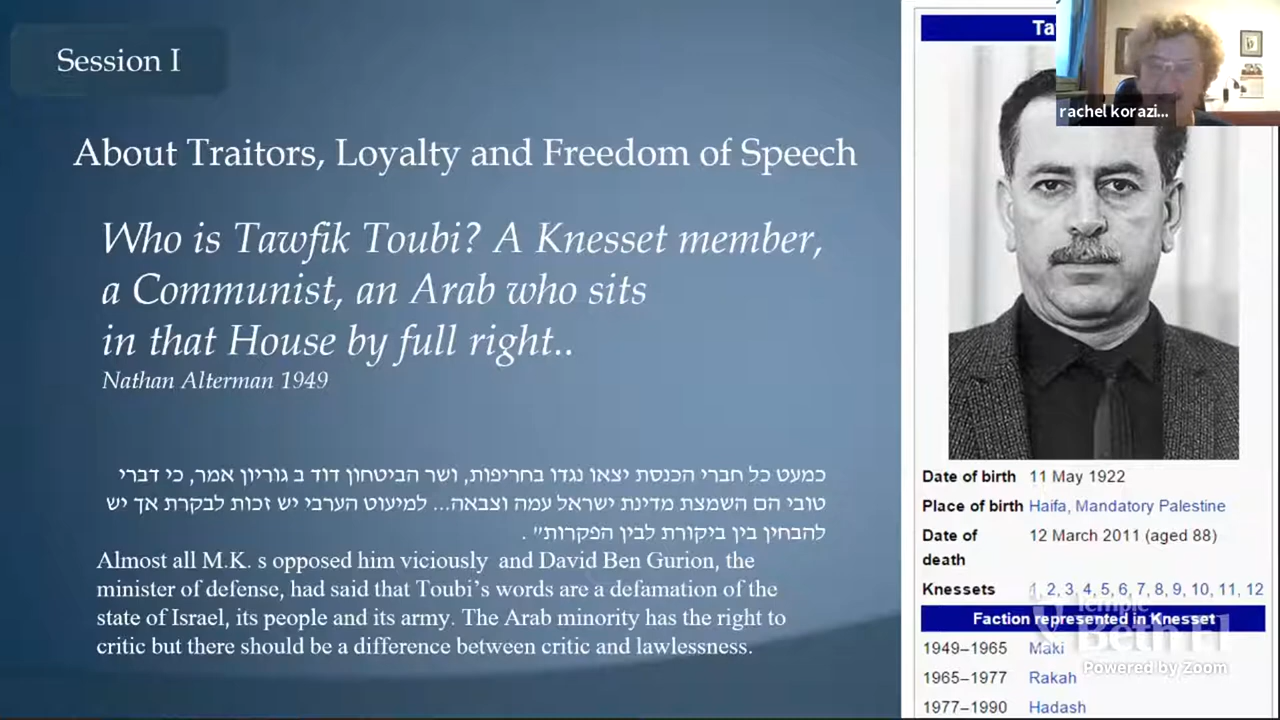 Session I
About Traitors, Loyalty and Freedom of Speech
Who is Tawfik Toubi? A Knesset member,
a Communist, an Arab who sits
in that House by full right..
Nathan Alterman 1949
כמעט כל חברי הכנסת יצאו נגדו בחריפות, ושר הביטחון דוד ב גוריון אמר, כי דברי
טובי הם השמצת מדינת ישראל עמה וצבאה... למיעוט הערבי יש זכות לבקרת אך יש
להבחין בין ביקורת לבין הפקרות" .
Almost all M.K. s opposed him viciously and David Ben Gurion, the
minister of defense, had said that Toubi's words are a defamation of the
state of Israel, its people and its army. The Arab minority has the right to
critic but there should be a difference between critic and lawlessness.
rachel korazi...
Date of birth 11 May 1922
Place of birth Haifa, Mandatory Palestine
Date of death 12 March 2011 (aged 88)
Knessets 1, 2, 3, 4, 5, 6, 7, 8, 9, 10, 11, 12
Faction represented in Knesset
1949–1965 Maki
1965–1977 Rakah
1977–1990 Hadash
Temple
Beth El
Powered by Zoom